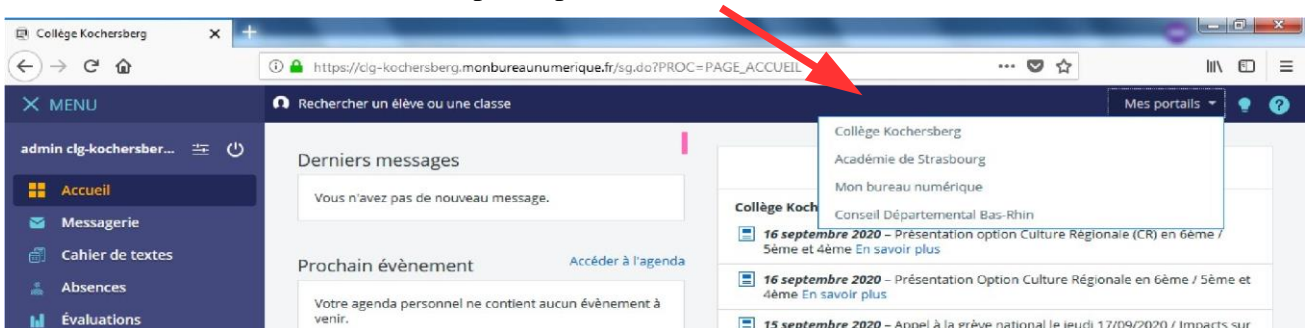 Collège Kochersberg
https://clg-kochersberg.monbureaunumerique.fr/sg.do?PROC=PAGE_ACCUEIL
MENU
Rechercher un élève ou une classe
Mes portails
admin clg-kochersber...
Accueil
Messagerie
Cahier de textes
Absences
Évaluations
Derniers messages
Vous n'avez pas de nouveau message.
Prochain évènement
Accéder à l'agenda
Votre agenda personnel ne contient aucun évènement à
venir.
Collège Kochersberg
Académie de Strasbourg
Mon bureau numérique
Conseil Départemental Bas-Rhin
Collège Koch
16 septembre 2020 – Présentation option Culture Régionale (CR) en 6ème /
5ème et 4ème En savoir plus
16 septembre 2020 – Présentation Option Culture Régionale en 6ème / 5ème et
4ème En savoir plus
15 septembre 2020 – Appel à la grève national le jeudi 17/09/2020 / Impacts sur